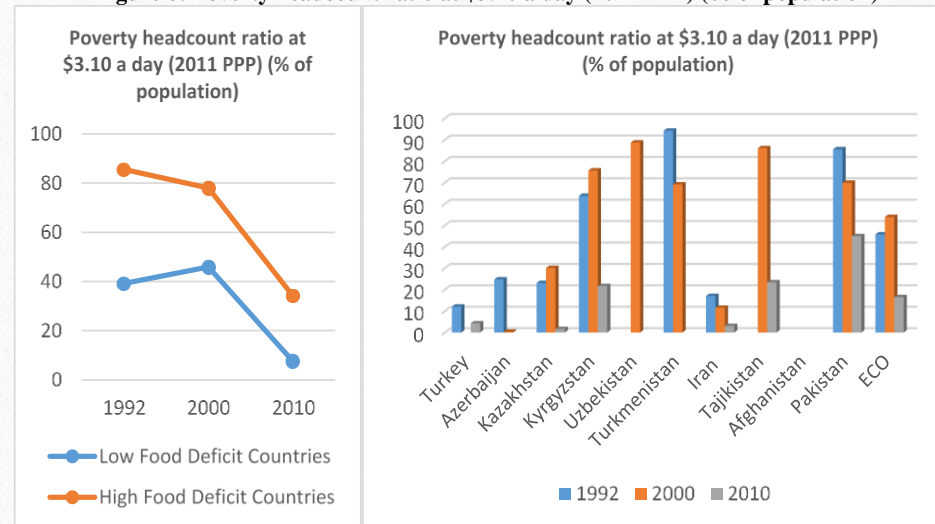 Poverty headcount ratio at
$3.10 a day (2011 PPP) (% of
population)
100
80
60
40
20
0
1992 2000 2010
Low Food Deficit Countries
High Food Deficit Countries
Poverty headcount ratio at $3.10 a day (2011 PPP)
(% of population)
100
90
80
70
60
50
40
30
20
10
0
Turkey
Azerbaijan
Kazakhstan
Kyrgyzstan
Uzbekistan
Turkmenistan
Iran
Tajikistan
Afghanistan
Pakistan
ECO
1992 2000 2010